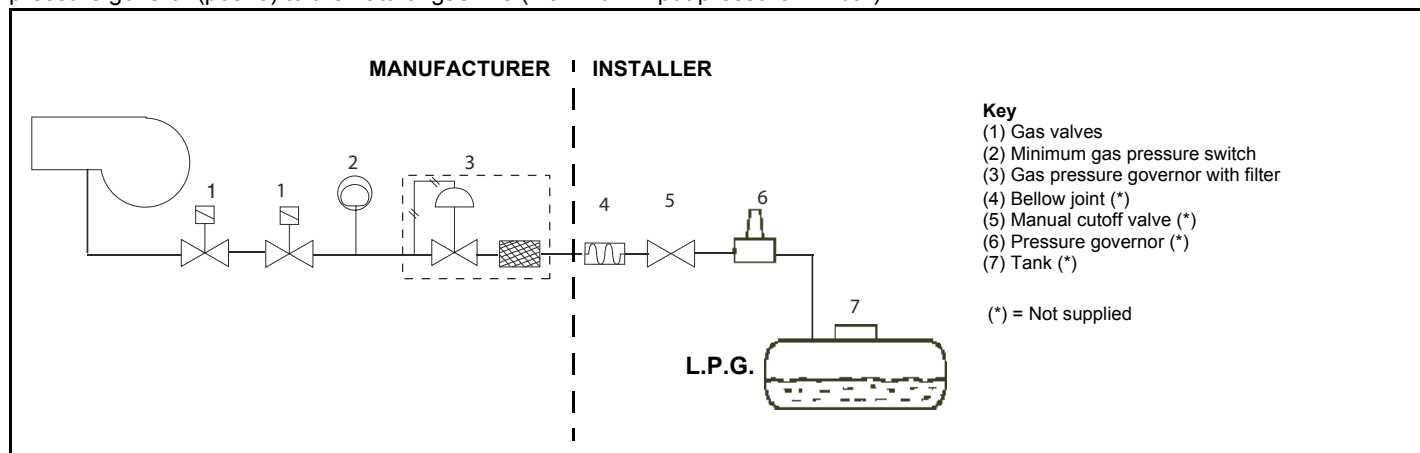 MANUFACTURER INSTALLER
Key
(1) Gas valves
(2) Minimum gas pressure switch
(3) Gas pressure governor with filter
(4) Bellow joint (*)
(5) Manual cutoff valve (*)
(6) Pressure governor (*)
(7) Tank (*)
(*) = Not supplied
1
1
2
3
4
5
6
7
L.P.G.